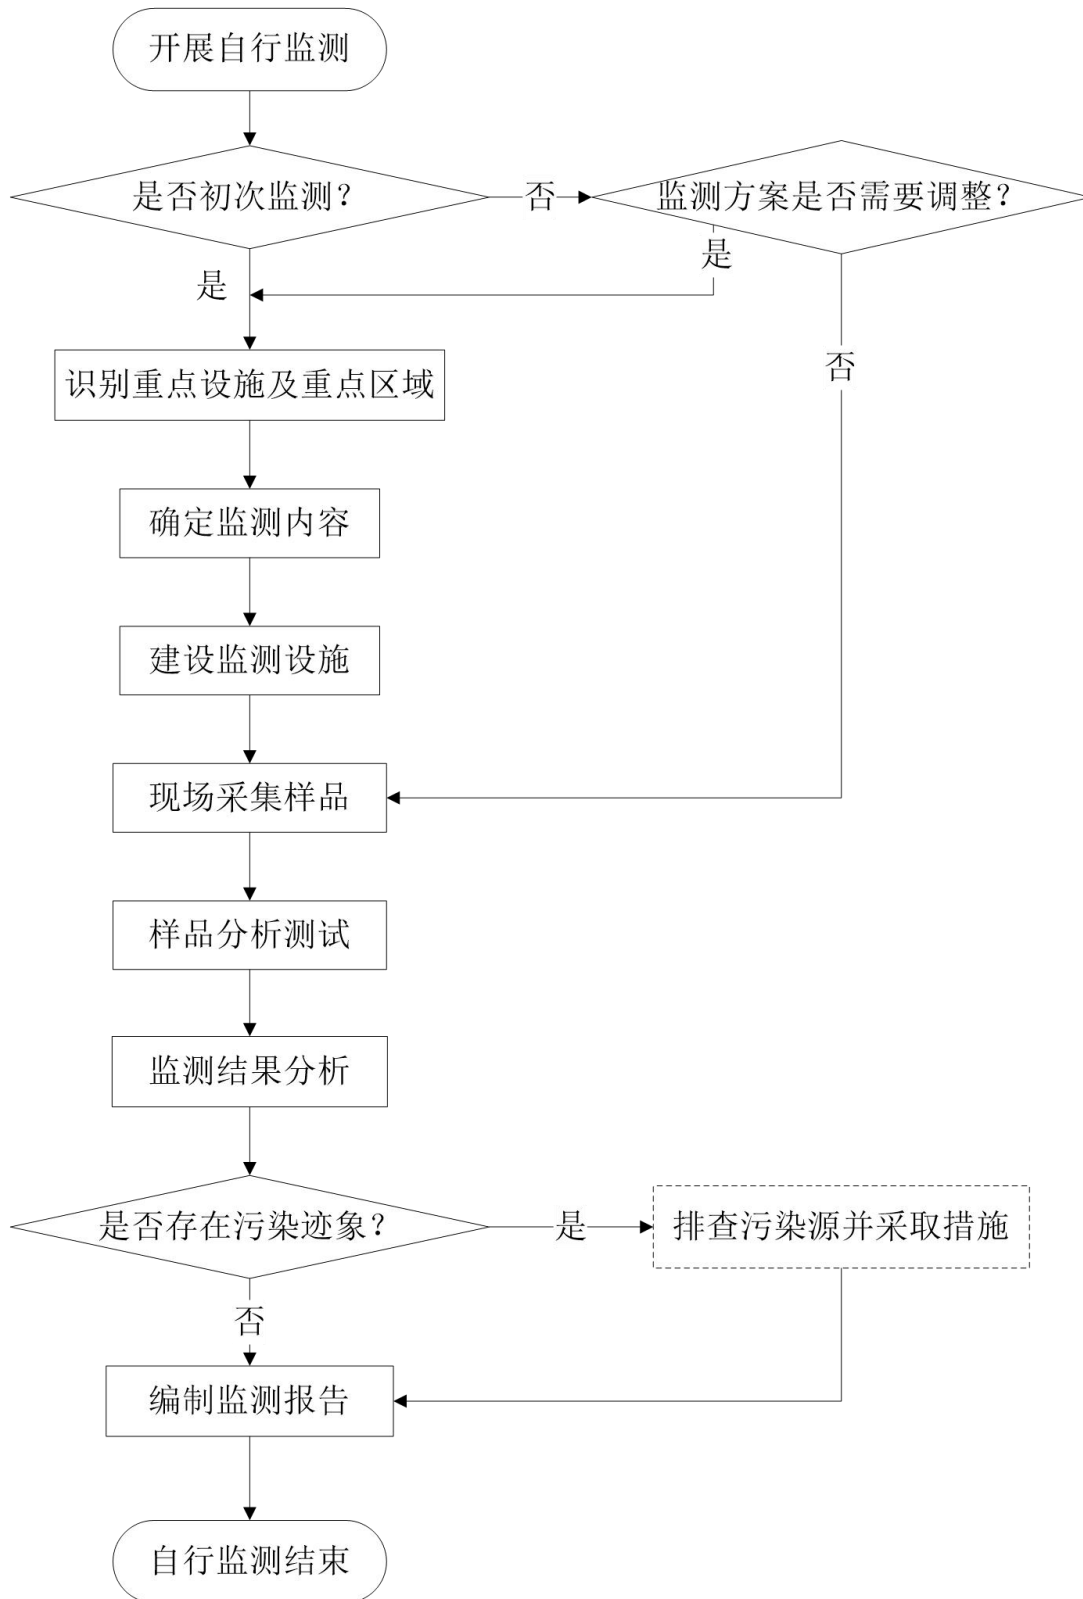 开展自行监测
是否初次监测？
否
监测方案是否需要调整？
是
是
否
识别重点设施及重点区域
确定监测内容
建设监测设施
现场采集样品
样品分析测试
监测结果分析
是否存在污染迹象？
是
排查污染源并采取措施
否
编制监测报告
自行监测结束